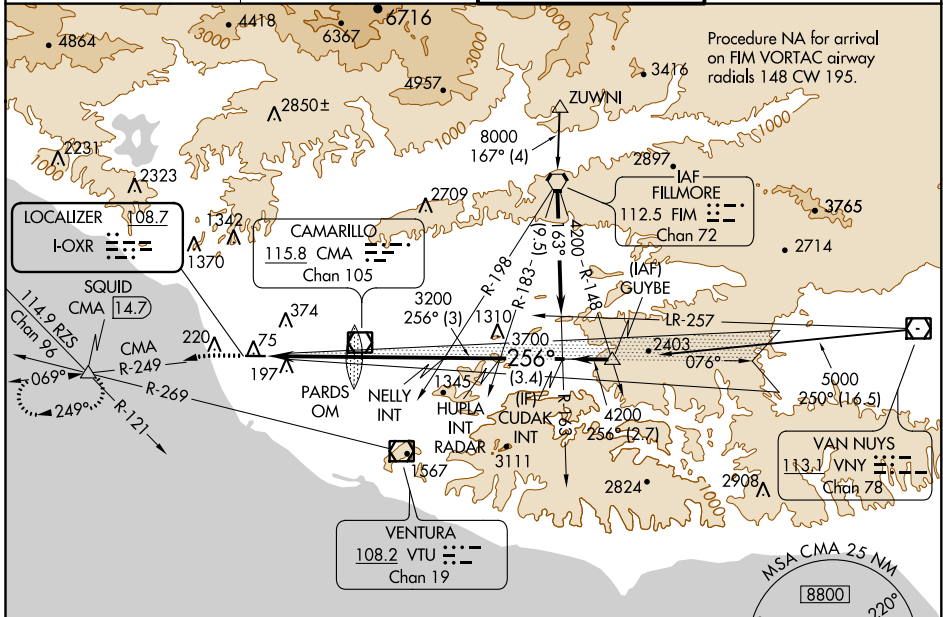 4418
6716
6367
4864
3000
3000
4957
Procedure NA for arrival
on FIM VORTAC airway
radials 148 CW 195.
3416
2850±
1000
ZUWNI
8000
167° (4)
1000
2231
1000
2323
2897
IAF
FILLMORE
112.5 FIM
Chan 72
2709
3765
LOCALIZER 108.7
I-OXR
1342
1370
CAMARILLO
115.8 CMA
Chan 105
2714
4200
163°
(9.5)
R-198
R-183
R-148
(IAF)
GUYBE
SQUID
CMA 14.7
114.9 RZS
Chan 96
374
3200
256° (3)
1310
LR-257
220
75
3700
CMA
R-249
197
256°
(3.4)
2403
076°
069°
249°
R-269
R-121
PARDS
OM
NELLY
INT
1345
HUPLA
INT
RADAR
(IF)
CUDAK
INT
R-163
4200
256° (2.7)
5000
250° (16.5)
1567
3111
VAN NUYS
113.1 VNY
Chan 78
2824
2908
1000
VENTURA
108.2 VTU
Chan 19
MSA CMA 25 NM
8800
220°